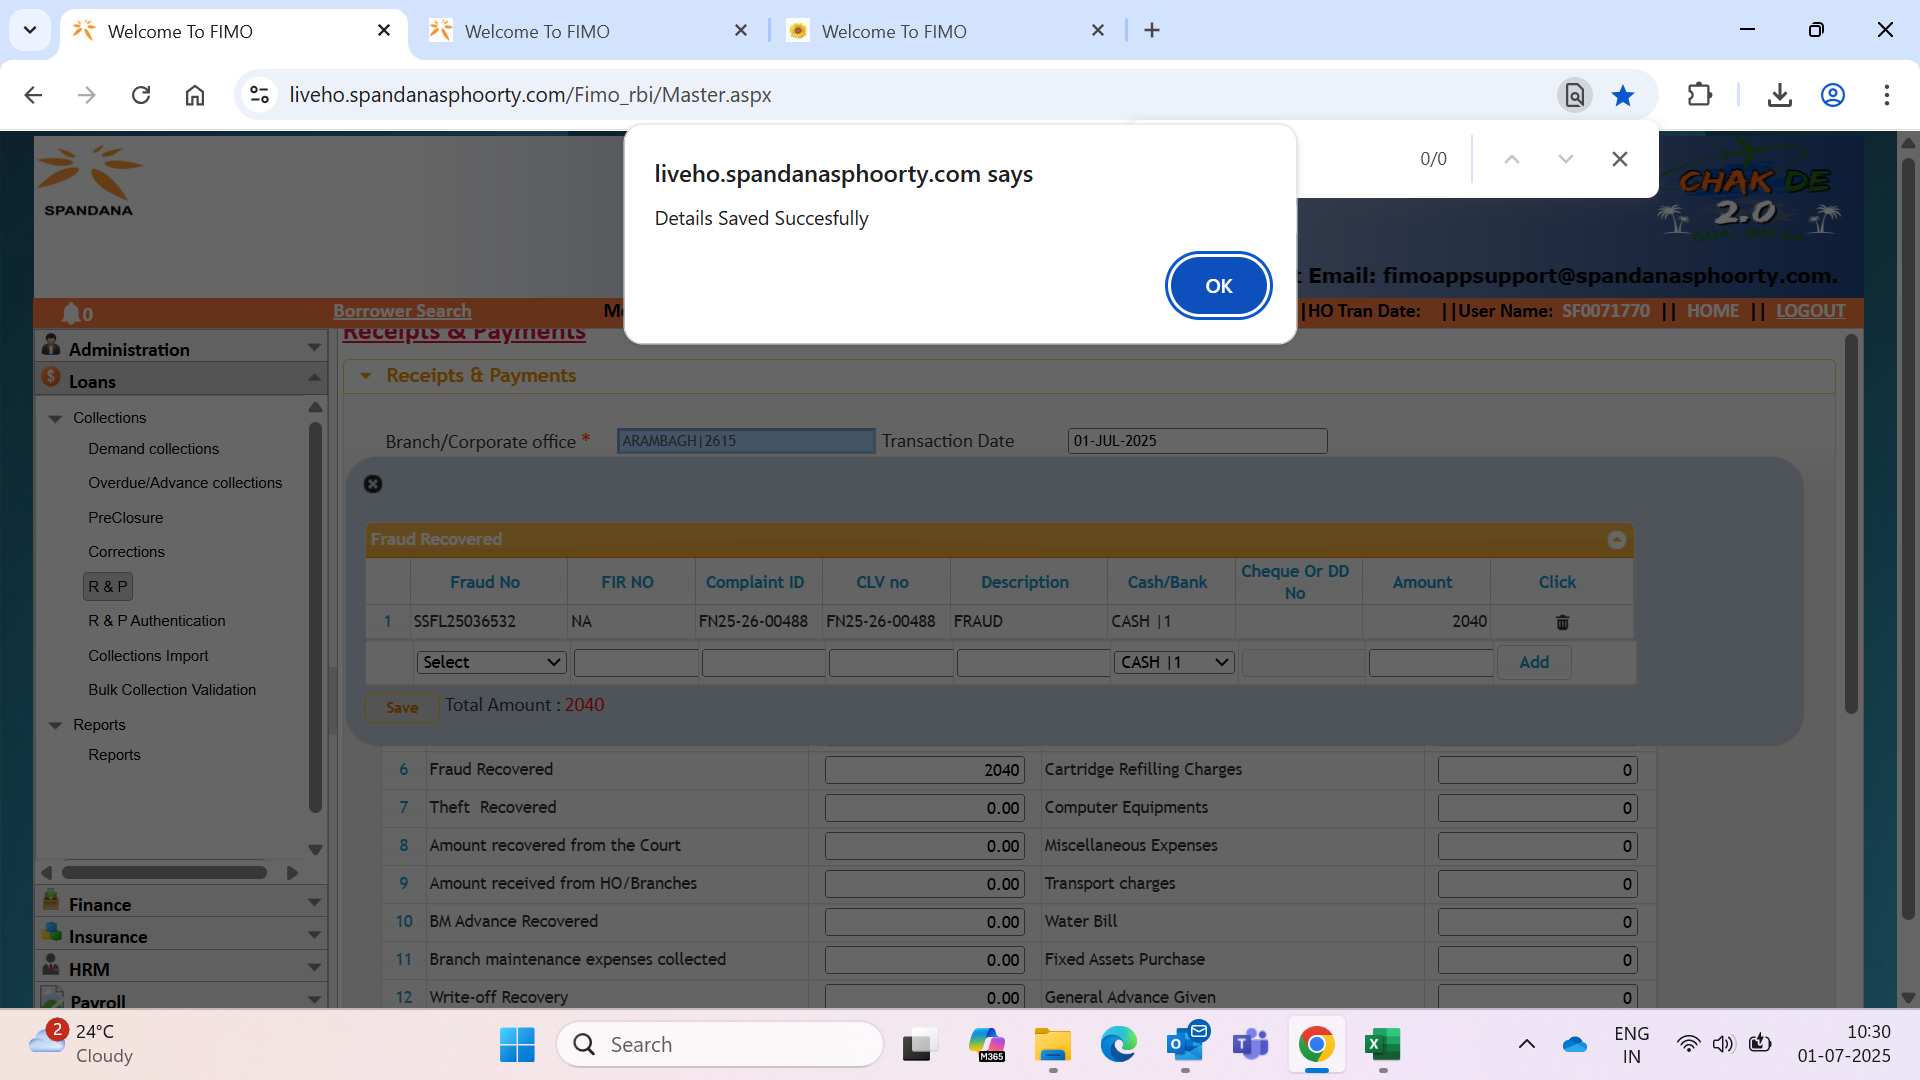 Welcome To FIMO
Welcome To FIMO
Welcome To FIMO
liveho.spandanasphoorty.com/Fimo_rbi/Master.aspx
0/0
liveho.spandanasphoorty.com says
Details Saved Succesfully
OK
SPANDANA
CHAK DE
2.0
Email: fimoappsupport@spandanasphoorty.com.
0
Borrower Search
|HO Tran Date: ||User Name: SF0071770 || HOME || LOGOUT
Administration
Loans
Collections
Demand collections
Overdue/Advance collections
PreClosure
Corrections
R & P
R & P Authentication
Collections Import
Bulk Collection Validation
Reports
Reports
Finance
Insurance
HRM
Payroll
Receipts & Payments
Receipts & Payments
Branch/Corporate office * ARAMBAGH|2615 Transaction Date 01-JUL-2025
Fraud Recovered
Fraud No FIR NO Complaint ID CLV no Description Cash/Bank Cheque Or DD No Amount Click
1 SSFL25036532 NA FN25-26-00488 FN25-26-00488 FRAUD CASH |1 2040
Select CASH |1 Add
Save Total Amount : 2040
6 Fraud Recovered 2040 Cartridge Refilling Charges 0
7 Theft Recovered 0.00 Computer Equipments 0
8 Amount recovered from the Court 0.00 Miscellaneous Expenses 0
9 Amount received from HO/Branches 0.00 Transport charges 0
10 BM Advance Recovered 0.00 Water Bill 0
11 Branch maintenance expenses collected 0.00 Fixed Assets Purchase 0
12 Write-off Recovery 0.00 General Advance Given 0
2
24°C
Cloudy
Search
M365
ENG
IN
10:30
01-07-2025